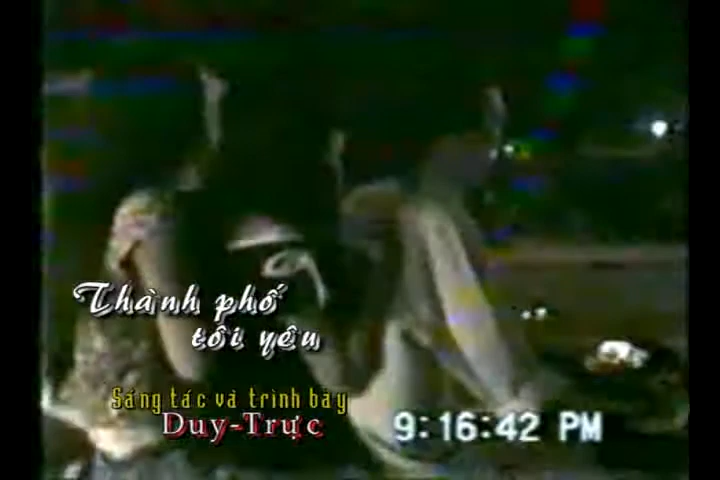 Thành phố
tôi yêu
Sáng tác và trình bày
Duy-Trực
9:16:42 PM